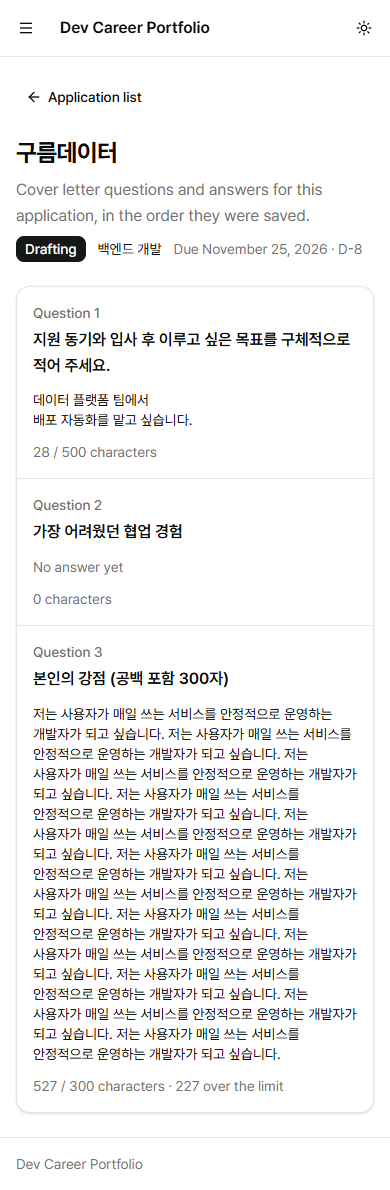 Dev Career Portfolio
Application list
구름데이터
Cover letter questions and answers for this
application, in the order they were saved.
Drafting 백엔드 개발 Due November 25, 2026 · D-8
Question 1
지원 동기와 입사 후 이루고 싶은 목표를 구체적으로
적어 주세요.
데이터 플랫폼 팀에서
배포 자동화를 맡고 싶습니다.
28 / 500 characters
Question 2
가장 어려웠던 협업 경험
No answer yet
0 characters
Question 3
본인의 강점 (공백 포함 300자)
저는 사용자가 매일 쓰는 서비스를 안정적으로 운영하는
개발자가 되고 싶습니다. 저는 사용자가 매일 쓰는 서비스를
안정적으로 운영하는 개발자가 되고 싶습니다. 저는
사용자가 매일 쓰는 서비스를 안정적으로 운영하는 개발자가
되고 싶습니다. 저는 사용자가 매일 쓰는 서비스를
안정적으로 운영하는 개발자가 되고 싶습니다. 저는
사용자가 매일 쓰는 서비스를 안정적으로 운영하는 개발자가
되고 싶습니다. 저는 사용자가 매일 쓰는 서비스를
안정적으로 운영하는 개발자가 되고 싶습니다. 저는
사용자가 매일 쓰는 서비스를 안정적으로 운영하는 개발자가
되고 싶습니다. 저는 사용자가 매일 쓰는 서비스를
안정적으로 운영하는 개발자가 되고 싶습니다. 저는
사용자가 매일 쓰는 서비스를 안정적으로 운영하는 개발자가
되고 싶습니다. 저는 사용자가 매일 쓰는 서비스를
안정적으로 운영하는 개발자가 되고 싶습니다. 저는
사용자가 매일 쓰는 서비스를 안정적으로 운영하는 개발자가
되고 싶습니다. 저는 사용자가 매일 쓰는 서비스를
안정적으로 운영하는 개발자가 되고 싶습니다.
527 / 300 characters · 227 over the limit
Dev Career Portfolio